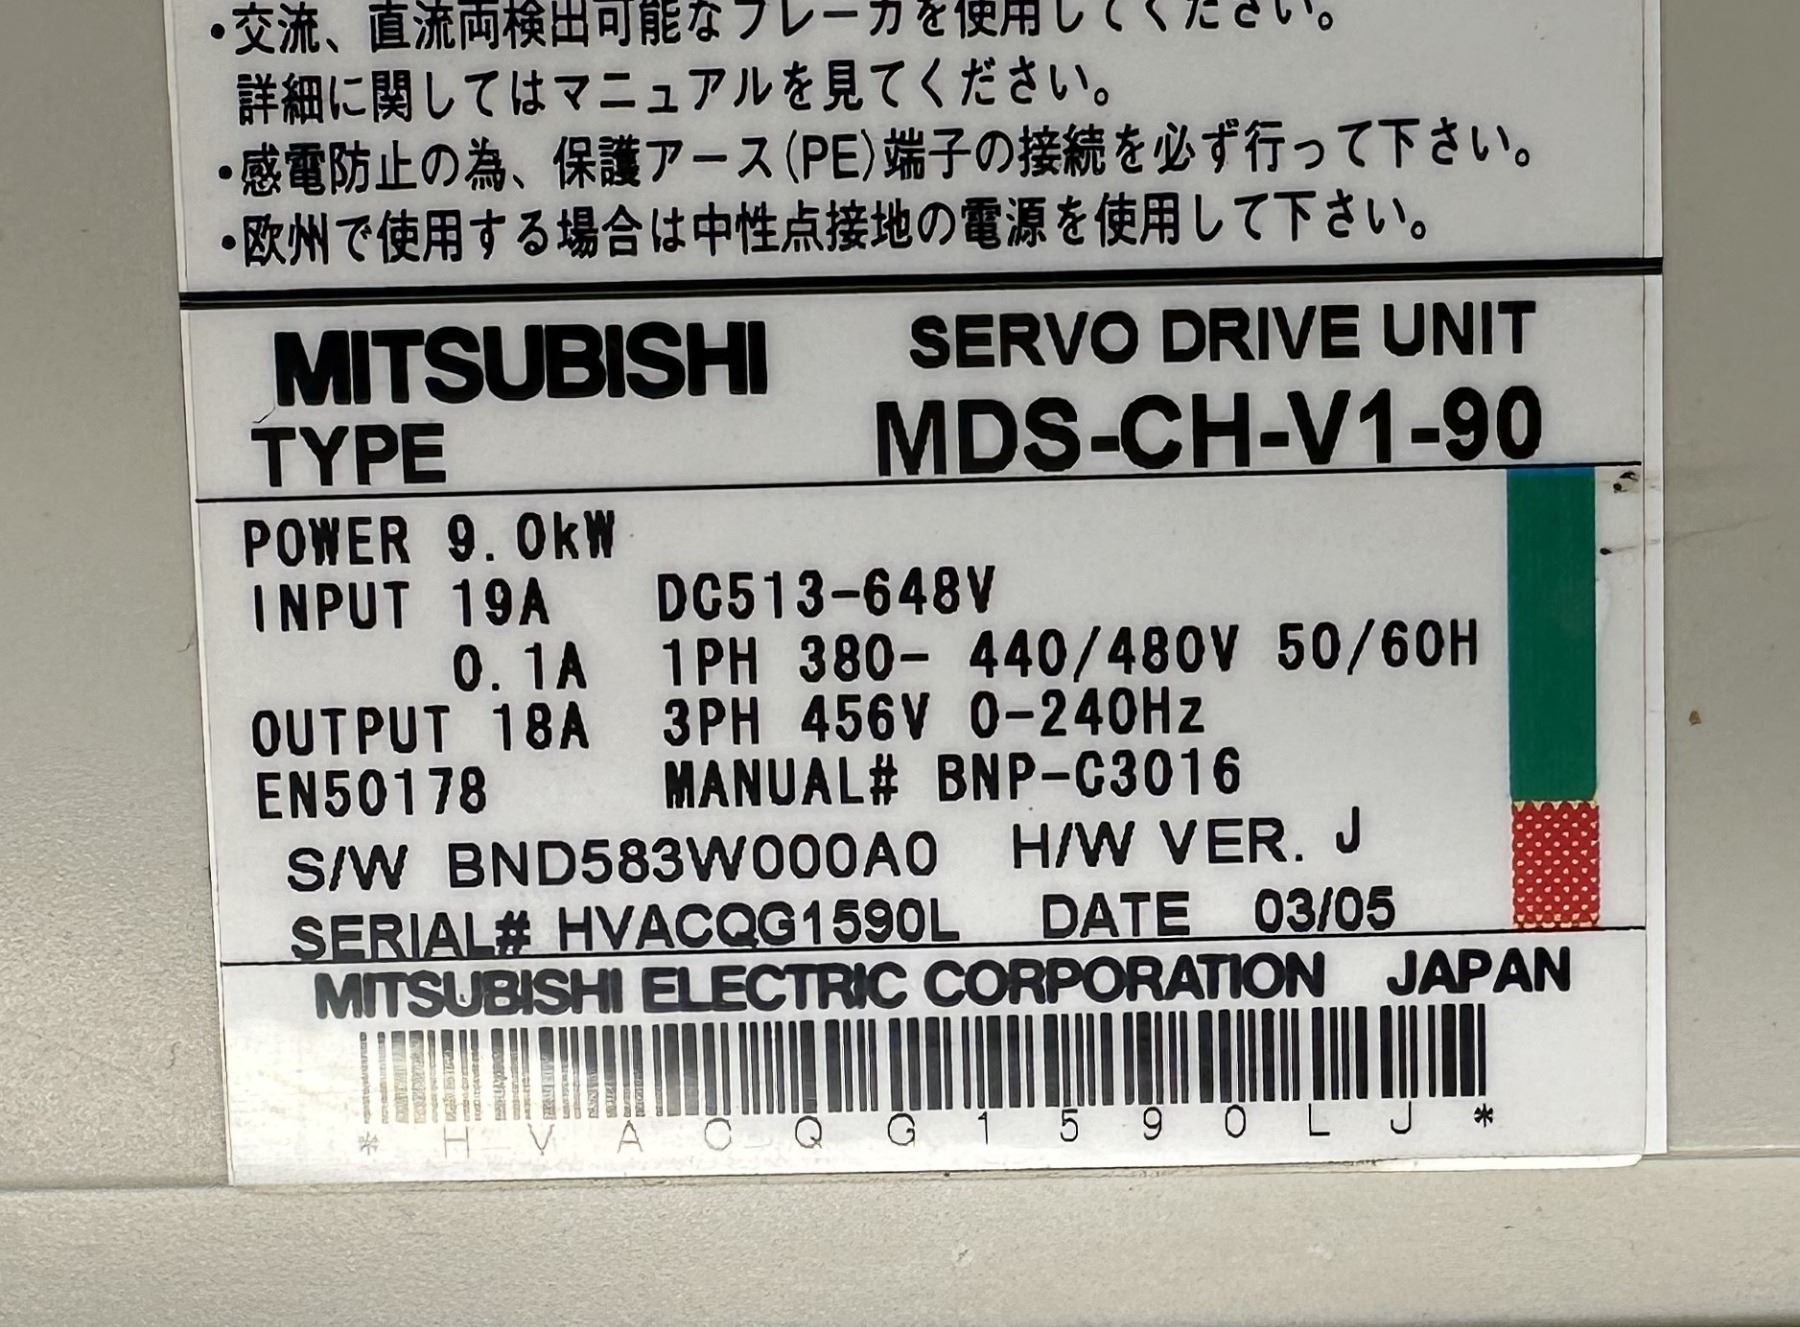 •交流、直流両検出可能なブレーカを使用してください。
詳細に関してはマニュアルを見てください。
•感電防止の為、保護アース(PE)端子の接続を必ず行って下さい。
•欧州で使用する場合は中性点接地の電源を使用して下さい。
MITSUBISHI SERVO DRIVE UNIT
TYPE MDS-CH-V1-90
POWER 9.0kW
INPUT 19A DC513-648V
0.1A 1PH 380- 440/480V 50/60H
OUTPUT 18A 3PH 456V 0-240Hz
EN50178 MANUAL# BNP-C3016
S/W BND583W000A0 H/W VER. J
SERIAL# HVACQG1590L DATE 03/05
MITSUBISHI ELECTRIC CORPORATION JAPAN
* H V A C Q G 1 5 9 0 L J *